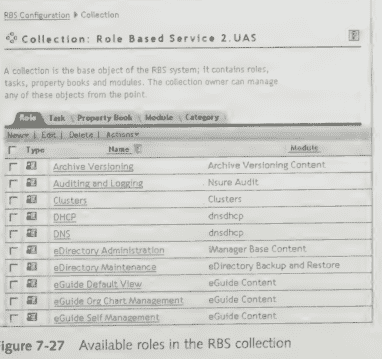 RBS Configuration ▶ Collection
Collection: Role Based Service 2.UAS
A collection is the base object of the RBS system; it contains roles,
tasks, property books and modules. The collection owner can manage
any of these objects from the point.
Role Task Property Book Module Category
New▾ | Edit | Delete | Actions▾
Type Name Module
Archive Versioning Archive Versioning Content
Auditing and Logging Nsure Audit
Clusters Clusters
DHCP dnsdhcp
DNS dnsdhcp
eDirectory Administration iManager Base Content
eDirectory Maintenance eDirectory Backup and Restore
eGuide Default View eGuide Content
eGuide Org Chart Management eGuide Content
eGuide Self Management eGuide Content
igure 7-27 Available roles in the RBS collection